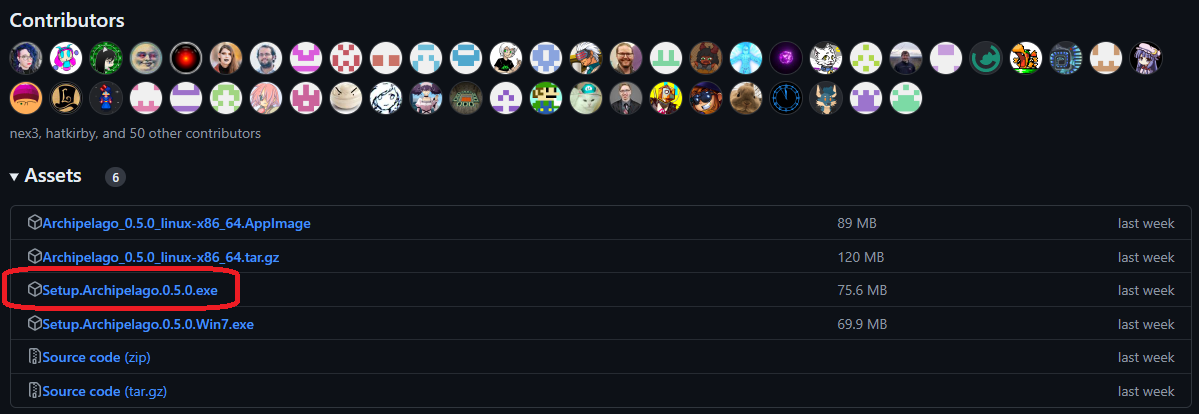 Contributors
nex3, hatkirby, and 50 other contributors
Assets 6
Archipelago_0.5.0_linux-x86_64.AppImage 89 MB last week
Archipelago_0.5.0_linux-x86_64.tar.gz 120 MB last week
Setup.Archipelago.0.5.0.exe 75.6 MB last week
Setup.Archipelago.0.5.0.Win7.exe 69.9 MB last week
Source code (zip) last week
Source code (tar.gz) last week